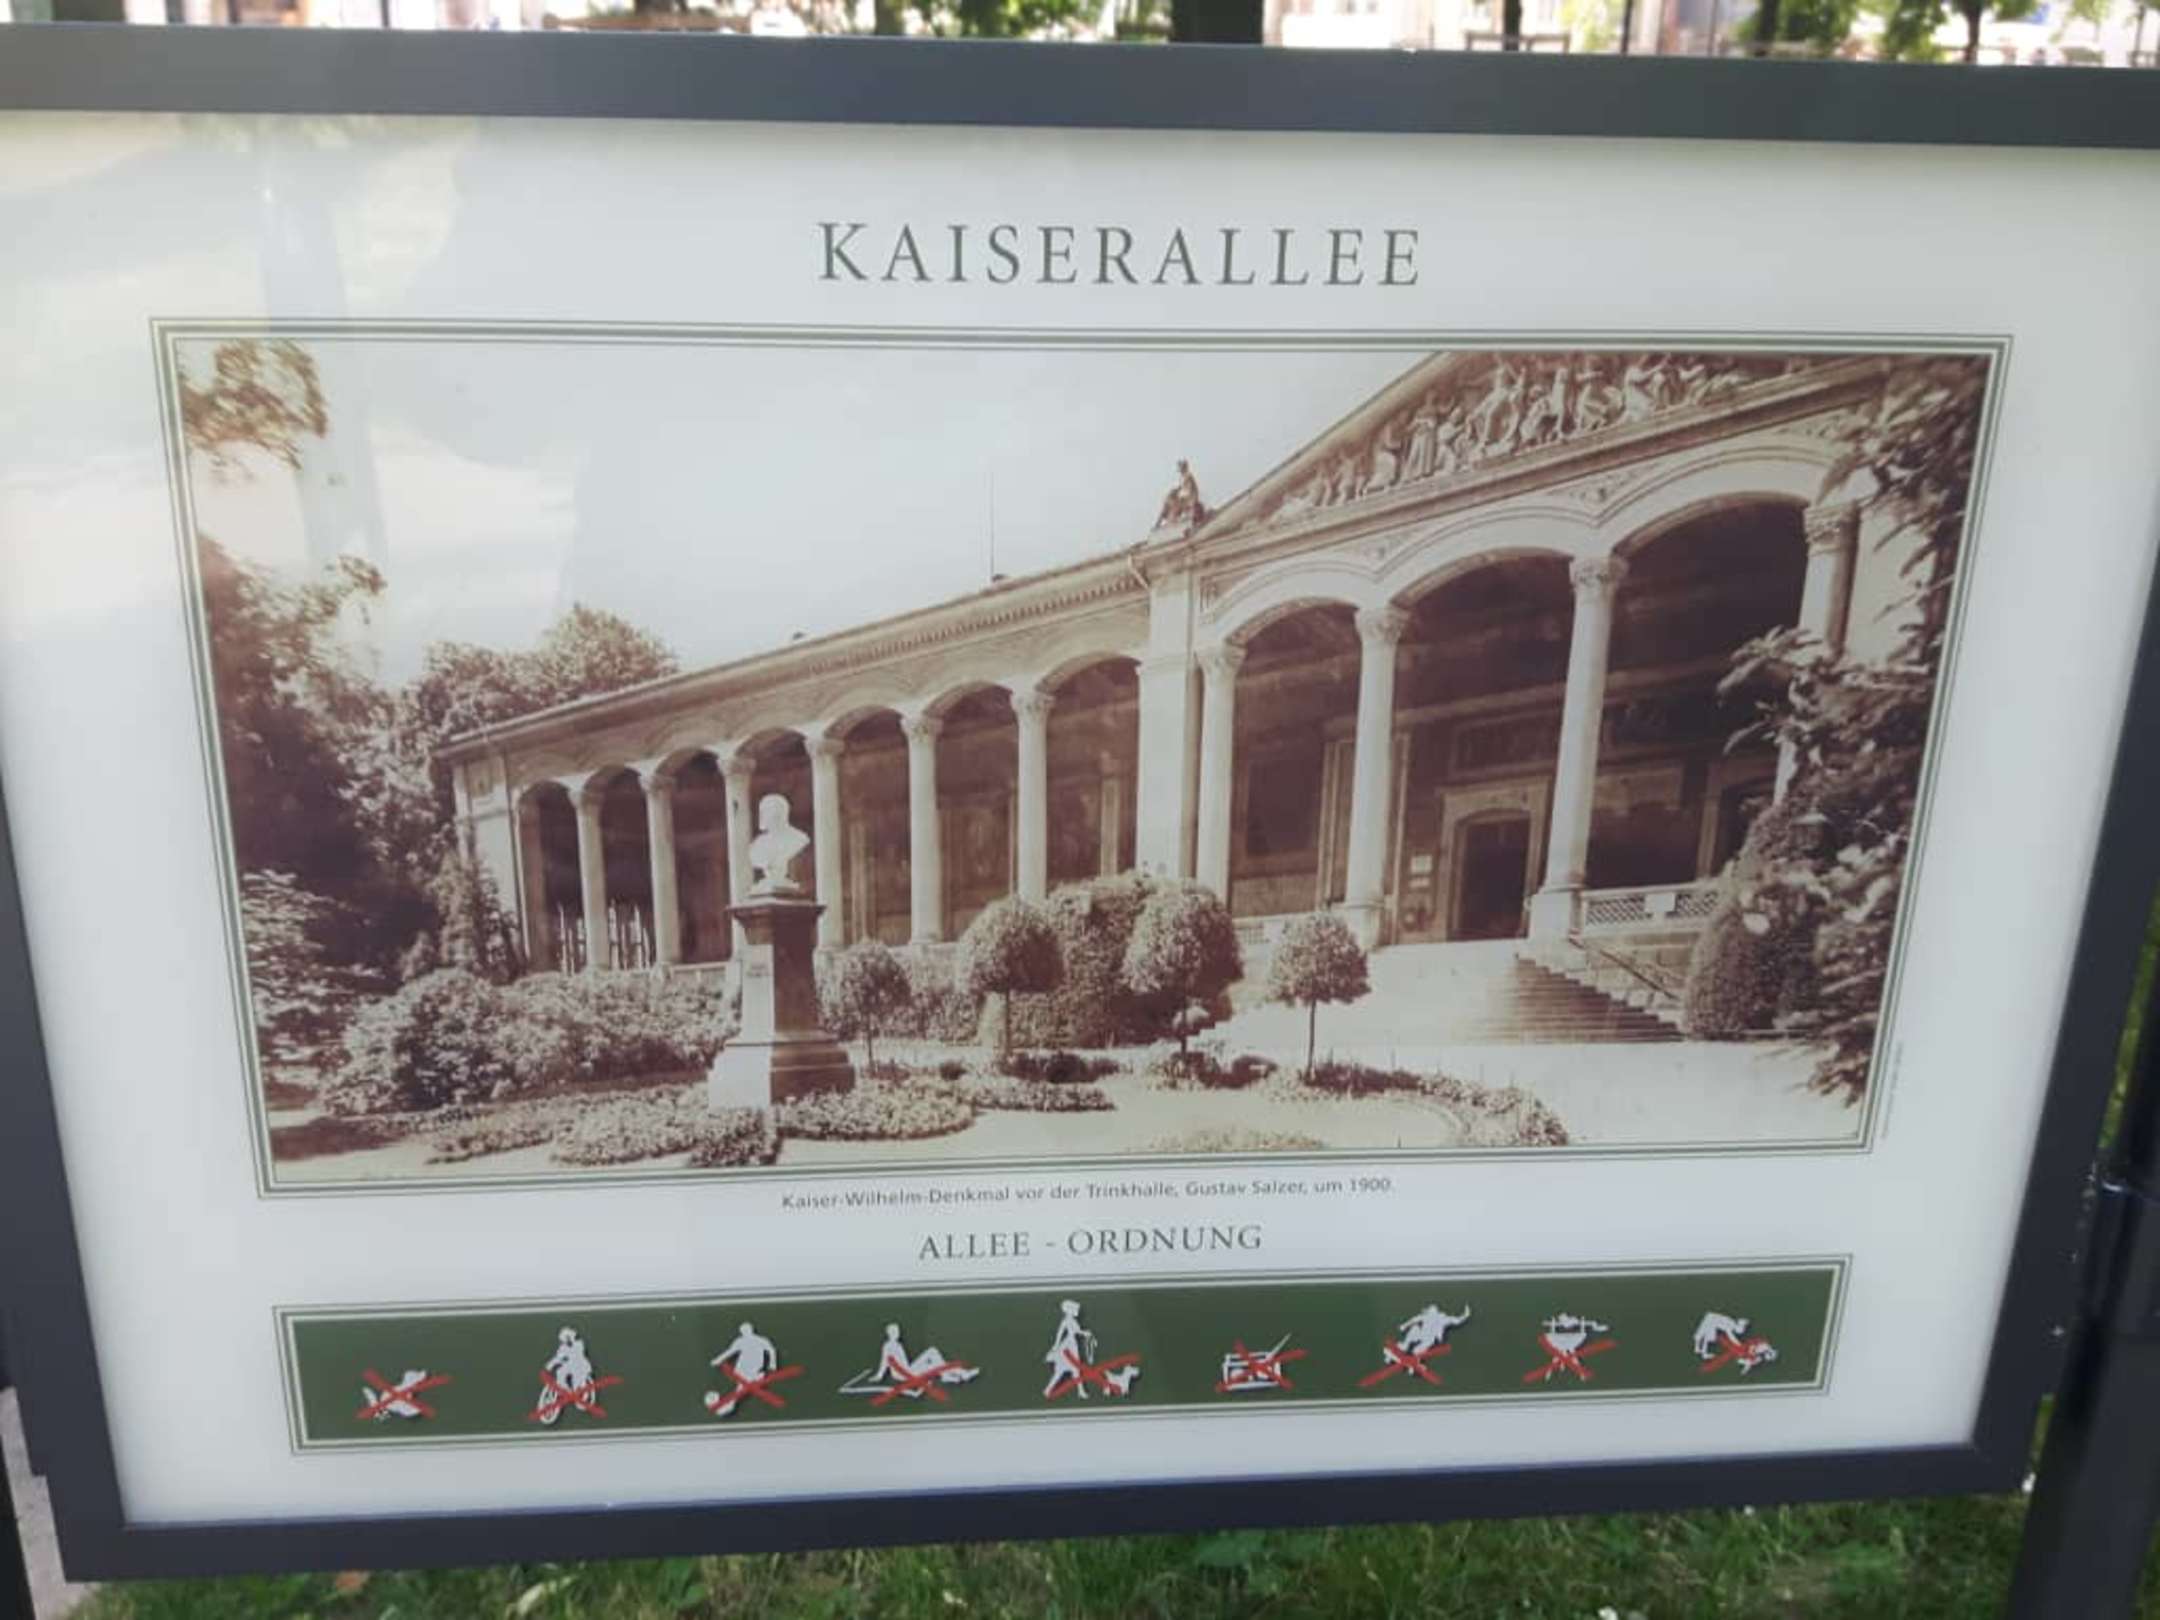 KAISERALLEE
Kaiser-Wilhelm-Denkmal vor der Trinkhalle, Gustav Salzer, um 1900.
ALLEE - ORDNUNG